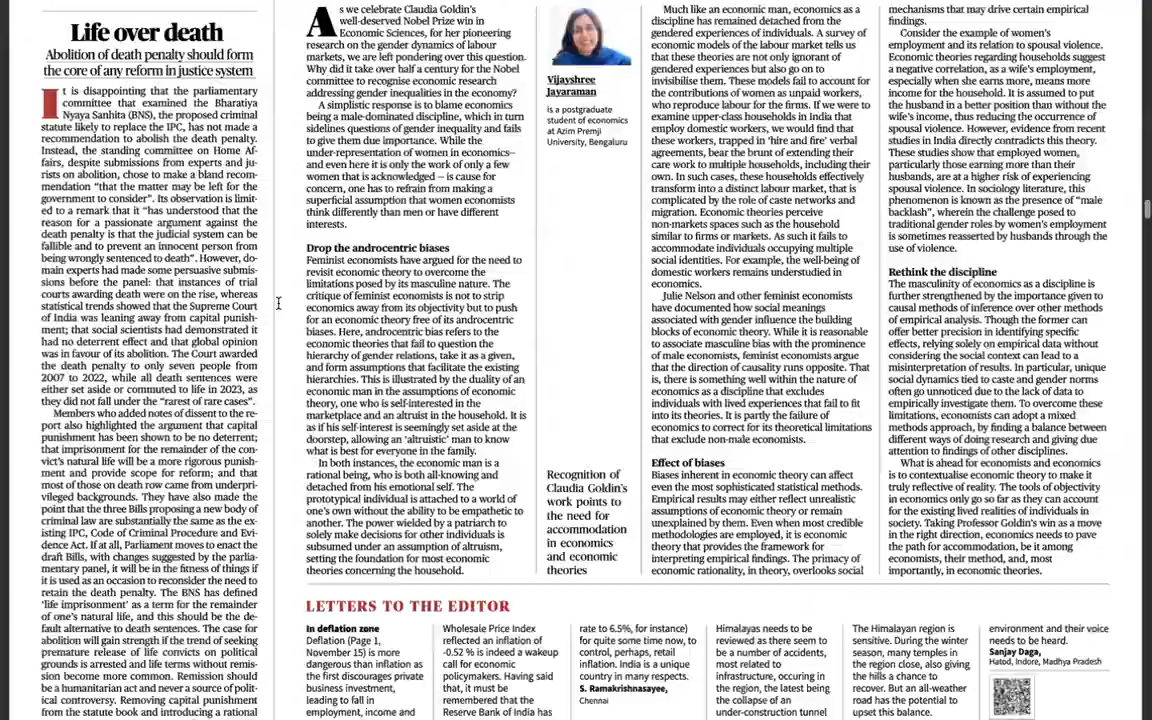 Life over death
Abolition of death penalty should form
the core of any reform in justice system
It is disappointing that the parliamentary
committee that examined the Bharatiya
Nyaya Sanhita (BNS), the proposed criminal
statute likely to replace the IPC, has not made a
recommendation to abolish the death penalty.
Instead, the standing committee on Home Af-
fairs, despite submissions from experts and ju-
rists on abolition, chose to make a bland recom-
mendation “that the matter may be left for the
government to consider”. Its observation is limit-
ed to a remark that it “has understood that the
reason for a passionate argument against the
death penalty is that the judicial system can be
fallible and to prevent an innocent person from
being wrongly sentenced to death”. However, do-
main experts had made some persuasive submis-
sions before the panel: that instances of trial
courts awarding death were on the rise, whereas
statistical trends showed that the Supreme Court
of India was leaning away from capital punish-
ment; that social scientists had demonstrated it
had no deterrent effect and that global opinion
was in favour of its abolition. The Court awarded
the death penalty to only seven people from
2007 to 2022, while all death sentences were
either set aside or commuted to life in 2023, as
they did not fall under the “rarest of rare cases”.
Members who added notes of dissent to the re-
port also highlighted the argument that capital
punishment has been shown to be no deterrent;
that imprisonment for the remainder of the con-
vict’s natural life will be a more rigorous punish-
ment and provide scope for reform; and that
most of those on death row came from underpri-
vileged backgrounds. They have also made the
point that the three Bills proposing a new body of
criminal law are substantially the same as the ex-
isting IPC, Code of Criminal Procedure and Evi-
dence Act. If at all, Parliament moves to enact the
draft Bills, with changes suggested by the parlia-
mentary panel, it will be in the fitness of things if
it is used as an occasion to reconsider the need to
retain the death penalty. The BNS has defined
‘life imprisonment’ as a term for the remainder
of one’s natural life, and this should be the de-
fault alternative to death sentences. The case for
abolition will gain strength if the trend of seeking
premature release of life convicts on political
grounds is arrested and life terms without remis-
sion become more common. Remission should
be a humanitarian act and never a source of polit-
ical controversy. Removing capital punishment
from the statute book and introducing a rational
As we celebrate Claudia Goldin’s
well-deserved Nobel Prize win in
Economic Sciences, for her pioneering
research on the gender dynamics of labour
markets, we are left pondering over this question.
Why did it take over half a century for the Nobel
committee to recognise economic research
addressing gender inequalities in the economy?
A simplistic response is to blame economics
being a male-dominated discipline, which in turn
sidelines questions of gender inequality and fails
to give them due importance. While the
under-representation of women in economics—
and even here it is only the work of only a few
women that is acknowledged — is cause for
concern, one has to refrain from making a
superficial assumption that women economists
think differently than men or have different
interests.
Drop the androcentric biases
Feminist economists have argued for the need to
revisit economic theory to overcome the
limitations posed by its masculine nature. The
critique of feminist economists is not to strip
economics away from its objectivity but to push
for an economic theory free of its androcentric
biases. Here, androcentric bias refers to the
economic theories that fail to question the
hierarchy of gender relations, take it as a given,
and form assumptions that facilitate the existing
hierarchies. This is illustrated by the duality of an
economic man in the assumptions of economic
theory, one who is self-interested in the
marketplace and an altruist in the household. It is
as if his self-interest is seemingly set aside at the
doorstep, allowing an ‘altruistic’ man to know
what is best for everyone in the family.
In both instances, the economic man is a
rational being, who is both all-knowing and
detached from his emotional self. The
prototypical individual is attached to a world of
one’s own without the ability to be empathetic to
another. The power wielded by a patriarch to
solely make decisions for other individuals is
subsumed under an assumption of altruism,
setting the foundation for most economic
theories concerning the household.
Vijayshree
Jayaraman
is a postgraduate
student of economics
at Azim Premji
University, Bengaluru
Recognition of
Claudia Goldin’s
work points to
the need for
accommodation
in economics
and economic
theories
Much like an economic man, economics as a
discipline has remained detached from the
gendered experiences of individuals. A survey of
economic models of the labour market tells us
that these theories are not only ignorant of
gendered experiences but also go on to
invisibilise them. These models fail to account for
the contributions of women as unpaid workers,
who reproduce labour for the firms. If we were to
examine upper-class households in India that
employ domestic workers, we would find that
these workers, trapped in ‘hire and fire’ verbal
agreements, bear the brunt of extending their
care work to multiple households, including their
own. In such cases, these households effectively
transform into a distinct labour market, that is
complicated by the role of caste networks and
migration. Economic theories perceive
non-markets spaces such as the household
similar to firms or markets. As such it fails to
accommodate individuals occupying multiple
social identities. For example, the well-being of
domestic workers remains understudied in
economics.
Julie Nelson and other feminist economists
have documented how social meanings
associated with gender influence the building
blocks of economic theory. While it is reasonable
to associate masculine bias with the prominence
of male economists, feminist economists argue
that the direction of causality runs opposite. That
is, there is something well within the nature of
economics as a discipline that excludes
individuals with lived experiences that fail to fit
into its theories. It is partly the failure of
economics to correct for its theoretical limitations
that exclude non-male economists.
Effect of biases
Biases inherent in economic theory can affect
even the most sophisticated statistical methods.
Empirical results may either reflect unrealistic
assumptions of economic theory or remain
unexplained by them. Even when most credible
methodologies are employed, it is economic
theory that provides the framework for
interpreting empirical findings. The primacy of
economic rationality, in theory, overlooks social
mechanisms that may drive certain empirical
findings.
Consider the example of women’s
employment and its relation to spousal violence.
Economic theories regarding households suggest
a negative correlation, as a wife’s employment,
especially when she earns more, means more
income for the household. It is assumed to put
the husband in a better position than without the
wife’s income, thus reducing the occurrence of
spousal violence. However, evidence from recent
studies in India directly contradicts this theory.
These studies show that employed women,
particularly those earning more than their
husbands, are at a higher risk of experiencing
spousal violence. In sociology literature, this
phenomenon is known as the presence of “male
backlash”, wherein the challenge posed to
traditional gender roles by women’s employment
is sometimes reasserted by husbands through the
use of violence.
Rethink the discipline
The masculinity of economics as a discipline is
further strengthened by the importance given to
causal methods of inference over other methods
of empirical analysis. Though the former can
offer better precision in identifying specific
effects, relying solely on empirical data without
considering the social context can lead to a
misinterpretation of results. In particular, unique
social dynamics tied to caste and gender norms
often go unnoticed due to the lack of data to
empirically investigate them. To overcome these
limitations, economists can adopt a mixed
methods approach, by finding a balance between
different ways of doing research and giving due
attention to findings of other disciplines.
What is ahead for economists and economics
is to contextualise economic theory to make it
truly reflective of reality. The tools of objectivity
in economics only go so far as they can account
for the existing lived realities of individuals in
society. Taking Professor Goldin’s win as a move
in the right direction, economics needs to pave
the path for accommodation, be it among
economists, their method, and, most
importantly, in economic theories.
LETTERS TO THE EDITOR
In deflation zone
Deflation (Page 1,
November 15) is more
dangerous than inflation as
the first discourages private
business investment,
leading to fall in
employment, income and
Wholesale Price Index
reflected an inflation of
-0.52 % is indeed a wakeup
call for economic
policymakers. Having said
that, it must be
remembered that the
Reserve Bank of India has
rate to 6.5%, for instance)
for quite some time now, to
control, perhaps, retail
inflation. India is a unique
country in many respects.
S. Ramakrishnasayee,
Chennai
Himalayas needs to be
reviewed as there seem to
be a number of accidents,
most related to
infrastructure, occuring in
the region, the latest being
the collapse of an
under-construction tunnel
The Himalayan region is
sensitive. During the winter
season, many temples in
the region close, also giving
the hills a chance to
recover. But an all-weather
road has the potential to
upset this balance.
environment and their voice
needs to be heard.
Sanjay Daga,
Hatod, Indore, Madhya Pradesh